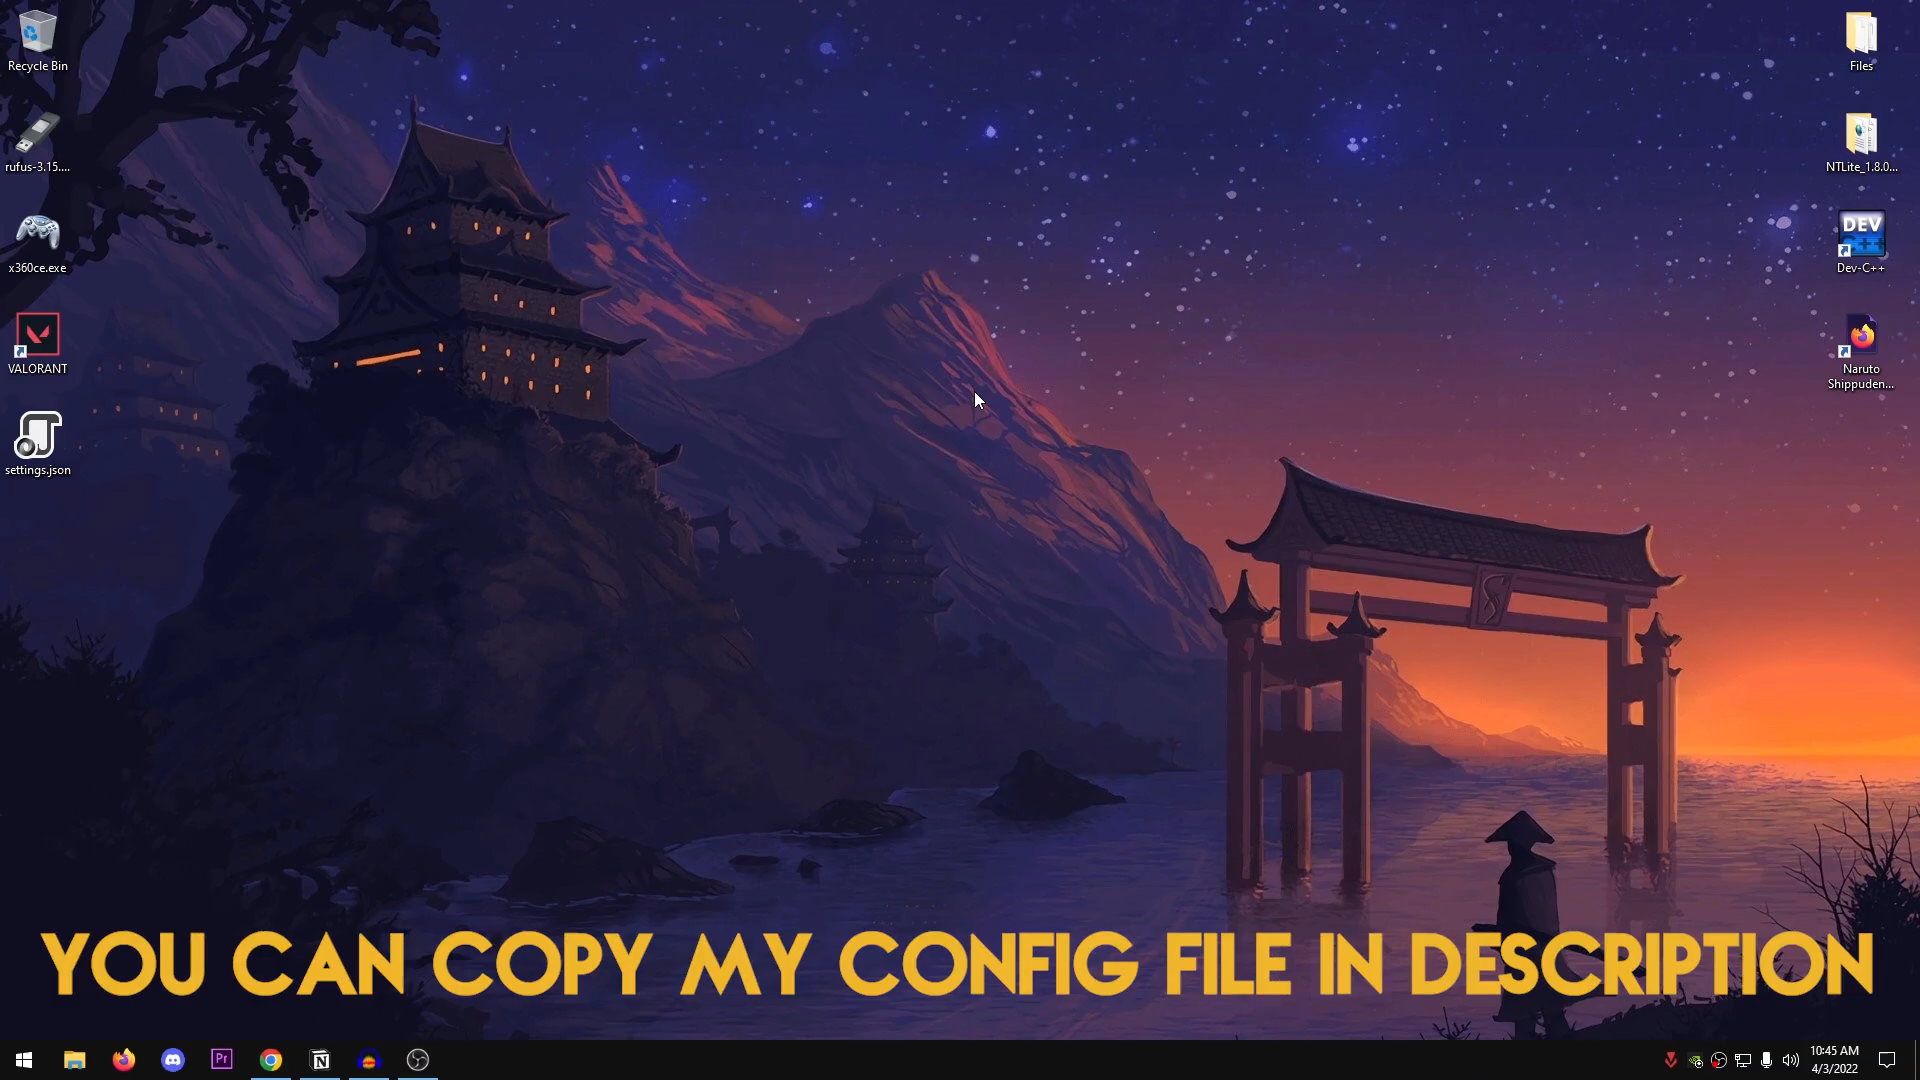 Recycle Bin
rufus-3.15....
x360ce.exe
VALORANT
settings.json
Files
NTLite_1.8.0...
DEV
C++
Dev-C++
Naruto
Shippuden...
YOU CAN COPY MY CONFIG FILE IN DESCRIPTION
Pr
N
10:45 AM
4/3/2022